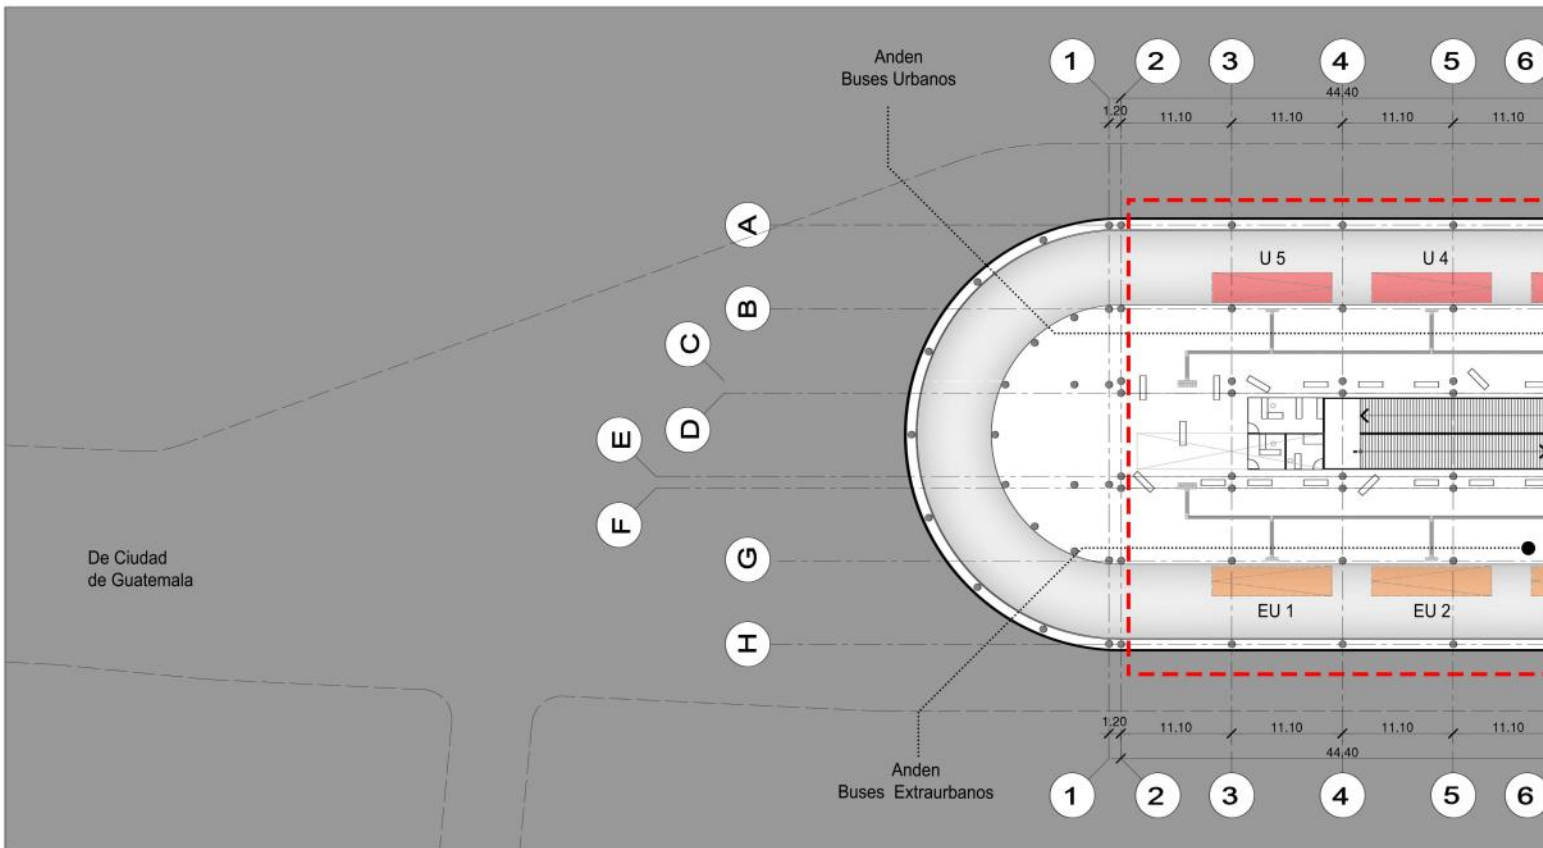 Anden
Buses Urbanos
1
2
3
4
5
6
44.40
1.20
11.10
11.10
11.10
11.10
A
B
C
D
E
F
G
H
U 5
U 4
De Ciudad
de Guatemala
EU 1
EU 2
1.20
11.10
11.10
11.10
11.10
44.40
Anden
Buses Extraurbanos
1
2
3
4
5
6